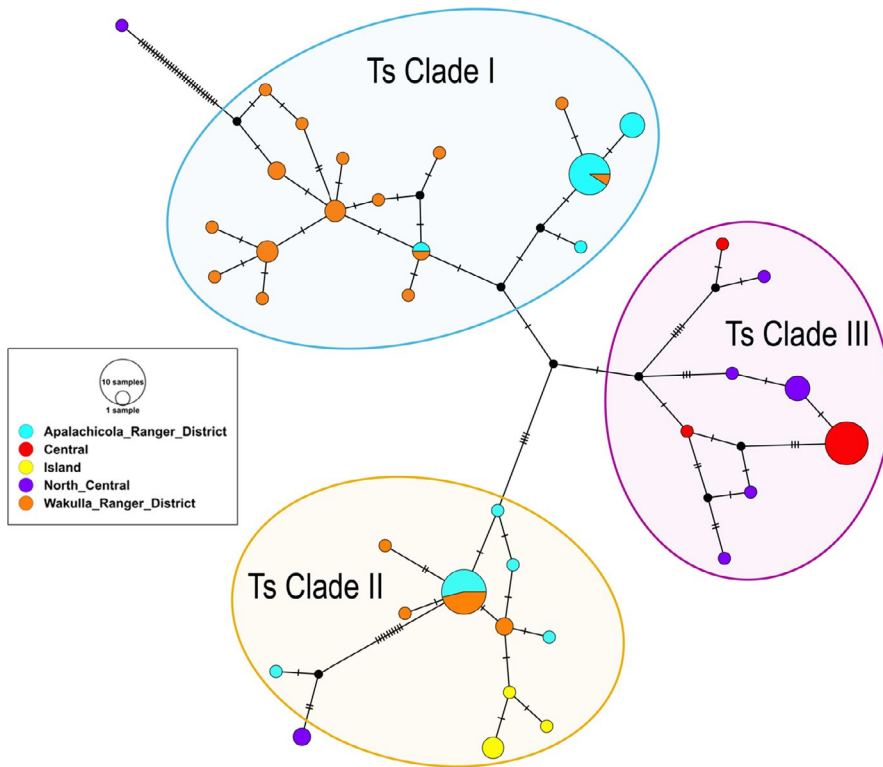 Ts Clade I
Ts Clade III
10 samples
1 sample
Apalachicola_Ranger_District
Central
Island
North_Central
Wakulla_Ranger_District
Ts Clade II